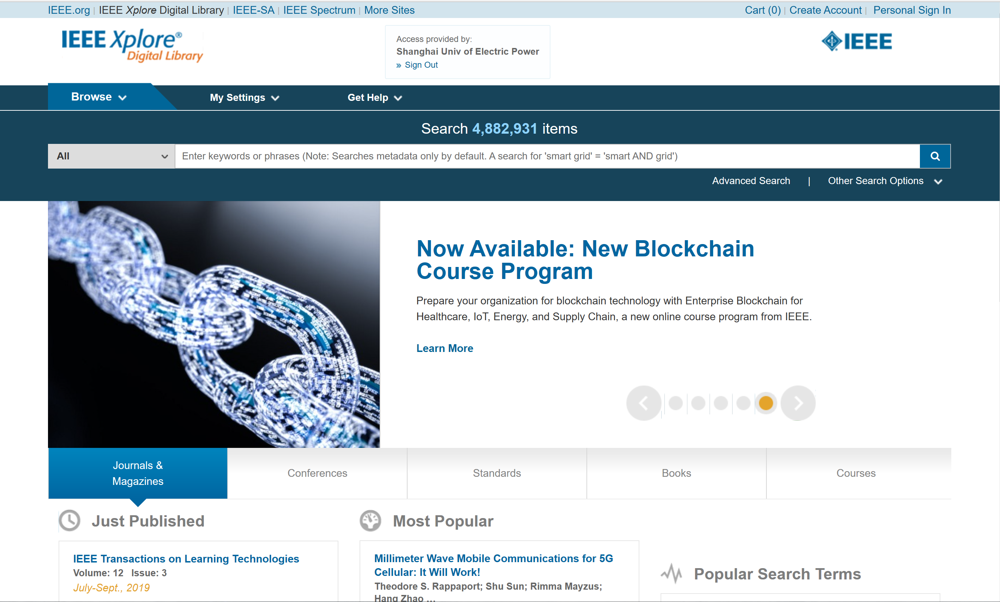 IEEE.org | IEEE Xplore Digital Library | IEEE-SA | IEEE Spectrum | More Sites
Cart (0) | Create Account | Personal Sign In
IEEE Xplore®
Digital Library
Access provided by:
Shanghai Univ of Electric Power
» Sign Out
IEEE
Browse
My Settings
Get Help
Search 4,882,931 items
All
Enter keywords or phrases (Note: Searches metadata only by default. A search for 'smart grid' = 'smart AND grid')
Advanced Search | Other Search Options
Now Available: New Blockchain
Course Program
Prepare your organization for blockchain technology with Enterprise Blockchain for
Healthcare, IoT, Energy, and Supply Chain, a new online course program from IEEE.
Learn More
Journals &
Magazines
Conferences
Standards
Books
Courses
Just Published
IEEE Transactions on Learning Technologies
Volume: 12 Issue: 3
July-Sept., 2019
Most Popular
Millimeter Wave Mobile Communications for 5G
Cellular: It Will Work!
Theodore S. Rappaport; Shu Sun; Rimma Mayzus;
Hang Zhao ...
Popular Search Terms